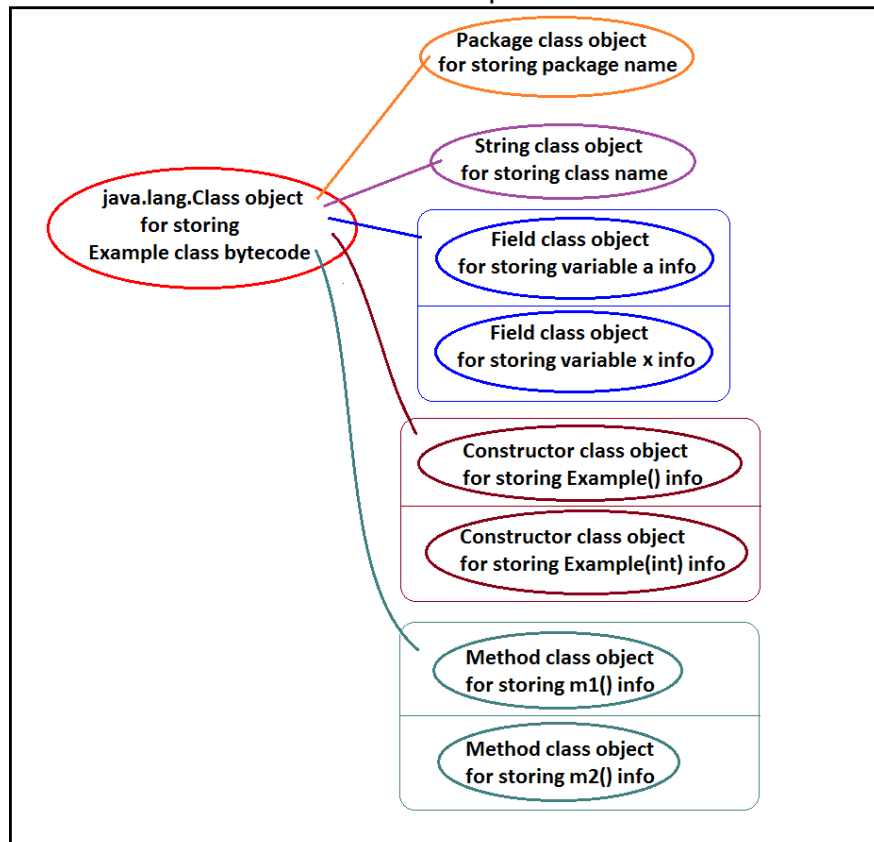 Package class object
for storing package name
String class object
for storing class name
java.lang.Class object
for storing
Example class bytecode
Field class object
for storing variable a info
Field class object
for storing variable x info
Constructor class object
for storing Example() info
Constructor class object
for storing Example(int) info
Method class object
for storing m1() info
Method class object
for storing m2() info